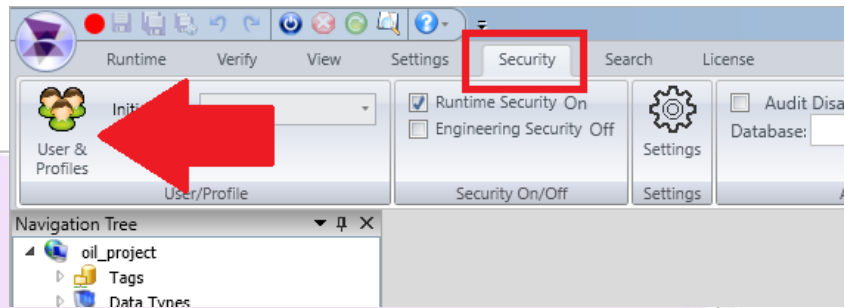 Runtime Verify View Settings Security Search License
Runtime Security On
Engineering Security Off
User &
Profiles
Settings
Audit
Database:
User/Profile
Security On/Off
Settings
Navigation Tree
oil_project
Tags
Data Types